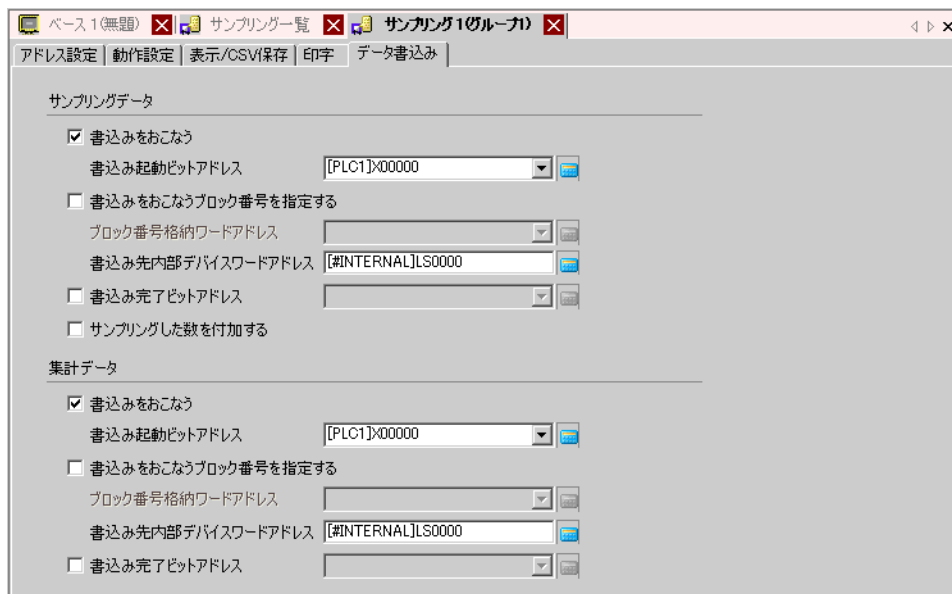 ベース 1(無題) サンプリング一覧 サンプリング 1(グループ1)
アドレス設定 動作設定 表示/CSV保存 印字 データ書込み
サンプリングデータ
書込みをおこなう
書込み起動ビットアドレス [PLC1]X00000
書込みをおこなうブロック番号を指定する
ブロック番号格納ワードアドレス
書込み先内部デバイスワードアドレス [#INTERNAL]LS0000
書込み完了ビットアドレス
サンプリングした数を付加する
集計データ
書込みをおこなう
書込み起動ビットアドレス [PLC1]X00000
書込みをおこなうブロック番号を指定する
ブロック番号格納ワードアドレス
書込み先内部デバイスワードアドレス [#INTERNAL]LS0000
書込み完了ビットアドレス